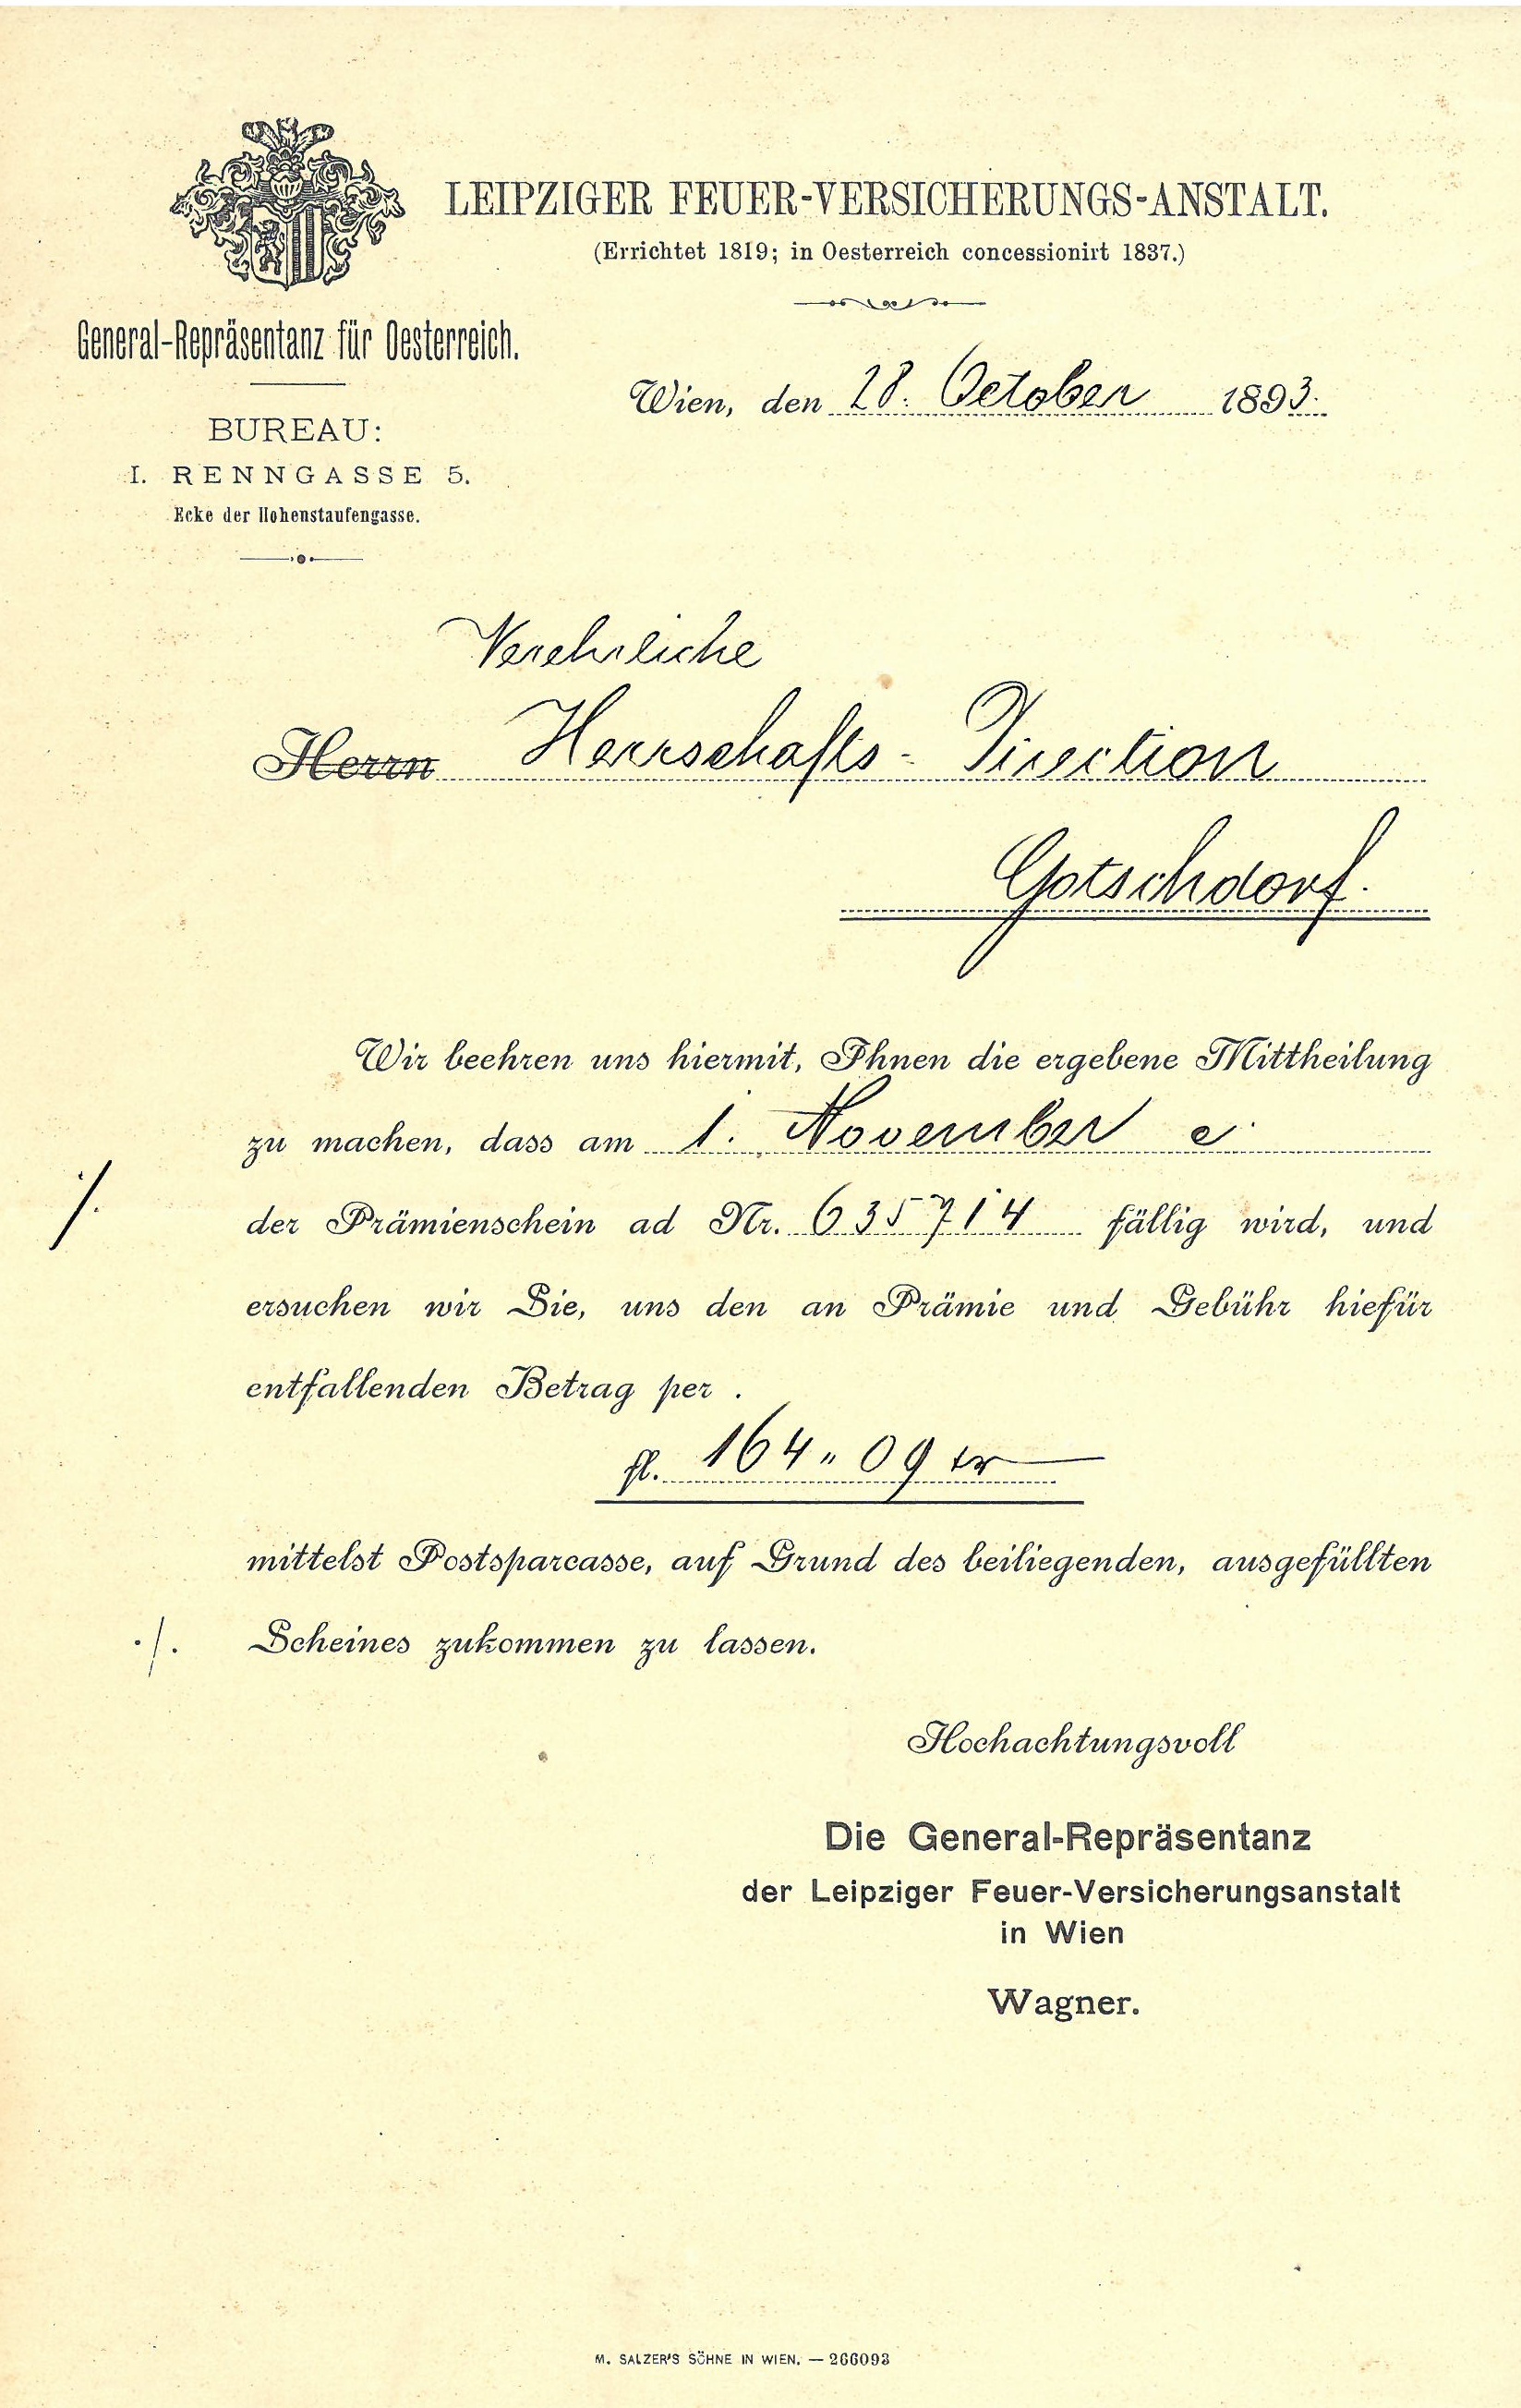 LEIPZIGER FEUER-VERSICHERUNGS-ANSTALT.
(Errichtet 1819; in Oesterreich concessionirt 1837.)
General-Repräsentanz für Oesterreich.
BUREAU:
I. RENNGASSE 5.
Ecke der Hohenstaufengasse.
Wien, den 28. October 1893.
Verehrliche
Herrn Herrschafts-Direction
Gotschdorf.
Wir beehren uns hiermit, Ihnen die ergebene Mittheilung
zu machen, dass am 1. November c.
./. der Prämienschein ad Nr. 635714 fällig wird, und
ersuchen wir Sie, uns den an Prämie und Gebühr hiefür
entfallenden Betrag per .
fl. 164 " 09 kr
mittelst Postsparcasse, auf Grund des beiliegenden, ausgefüllten
./. Scheines zukommen zu lassen.
Hochachtungsvoll
Die General-Repräsentanz
der Leipziger Feuer-Versicherungsanstalt
in Wien
Wagner.
M. SALZER'S SÖHNE IN WIEN. — 266093